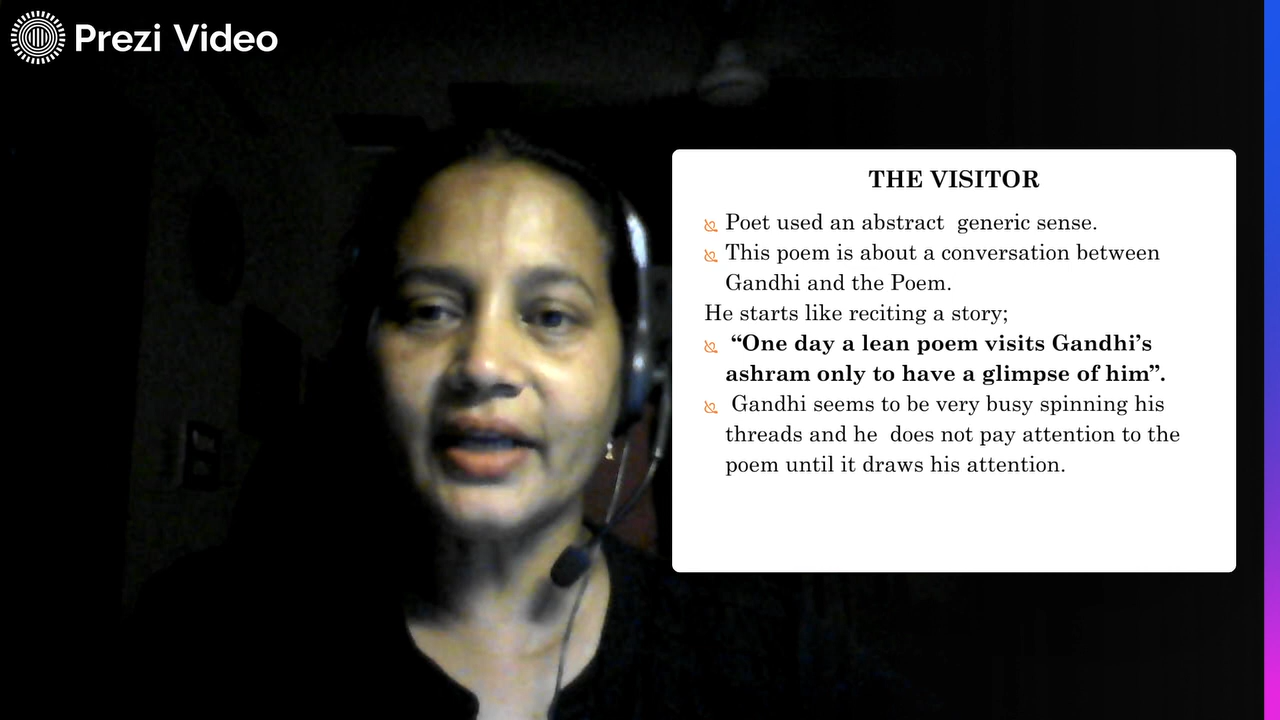 Prezi Video
THE VISITOR
Poet used an abstract generic sense.
This poem is about a conversation between
Gandhi and the Poem.
He starts like reciting a story;
“One day a lean poem visits Gandhi’s
ashram only to have a glimpse of him”.
Gandhi seems to be very busy spinning his
threads and he does not pay attention to the
poem until it draws his attention.